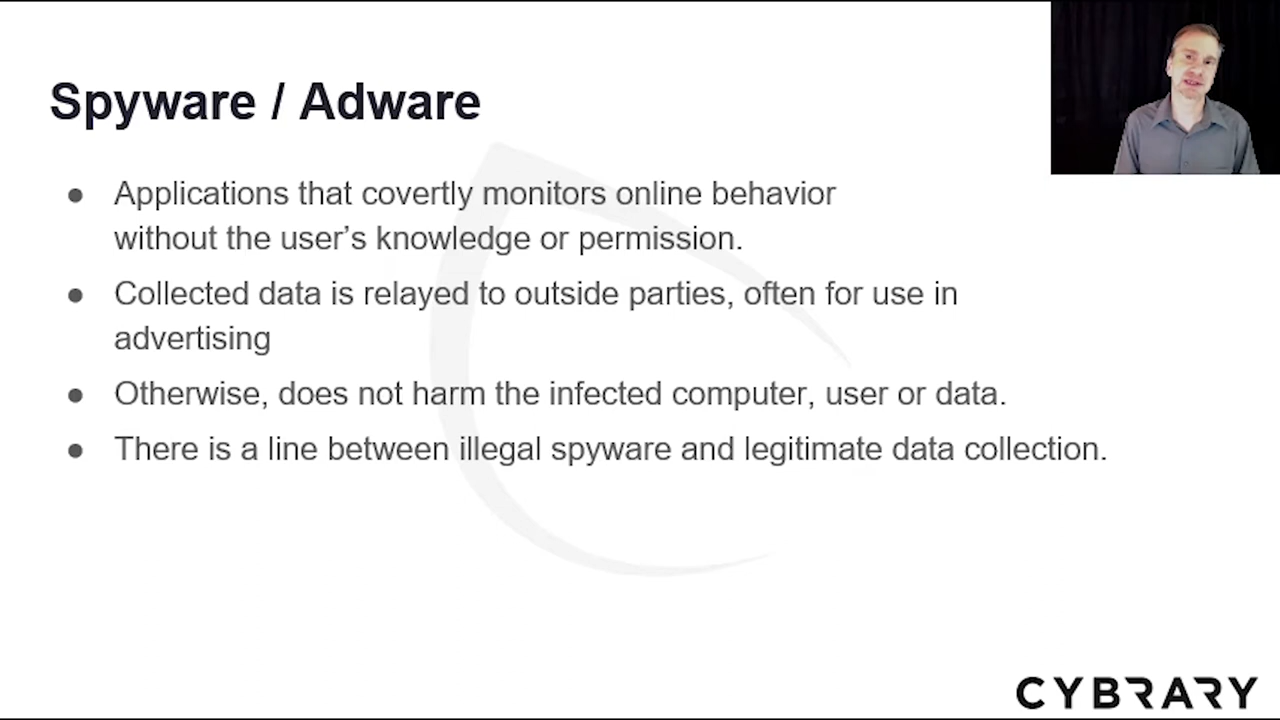 Spyware / Adware
● Applications that covertly monitors online behavior
without the user’s knowledge or permission.
● Collected data is relayed to outside parties, often for use in
advertising
● Otherwise, does not harm the infected computer, user or data.
● There is a line between illegal spyware and legitimate data collection.
CYBRARY